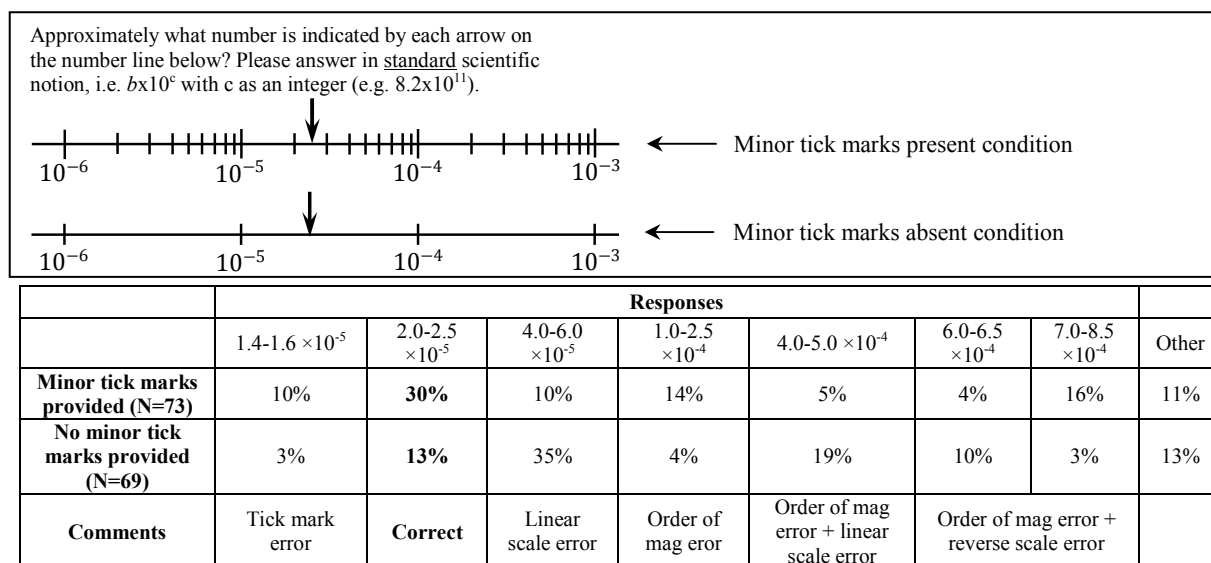 Approximately what number is indicated by each arrow on
the number line below? Please answer in standard scientific
notion, i.e. bx10ᶜ with c as an integer (e.g. 8.2x10¹¹).
Minor tick marks present condition
10⁻⁶ 10⁻⁵ 10⁻⁴ 10⁻³
Minor tick marks absent condition
10⁻⁶ 10⁻⁵ 10⁻⁴ 10⁻³
Responses
1.4-1.6 ×10⁻⁵ 2.0-2.5 ×10⁻⁵ 4.0-6.0 ×10⁻⁵ 1.0-2.5 ×10⁻⁴ 4.0-5.0 ×10⁻⁴ 6.0-6.5 ×10⁻⁴ 7.0-8.5 ×10⁻⁴ Other
Minor tick marks
provided (N=73) 10% 30% 10% 14% 5% 4% 16% 11%
No minor tick
marks provided
(N=69) 3% 13% 35% 4% 19% 10% 3% 13%
Comments Tick mark error Correct Linear scale error Order of mag eror Order of mag error + linear scale error Order of mag error + reverse scale error